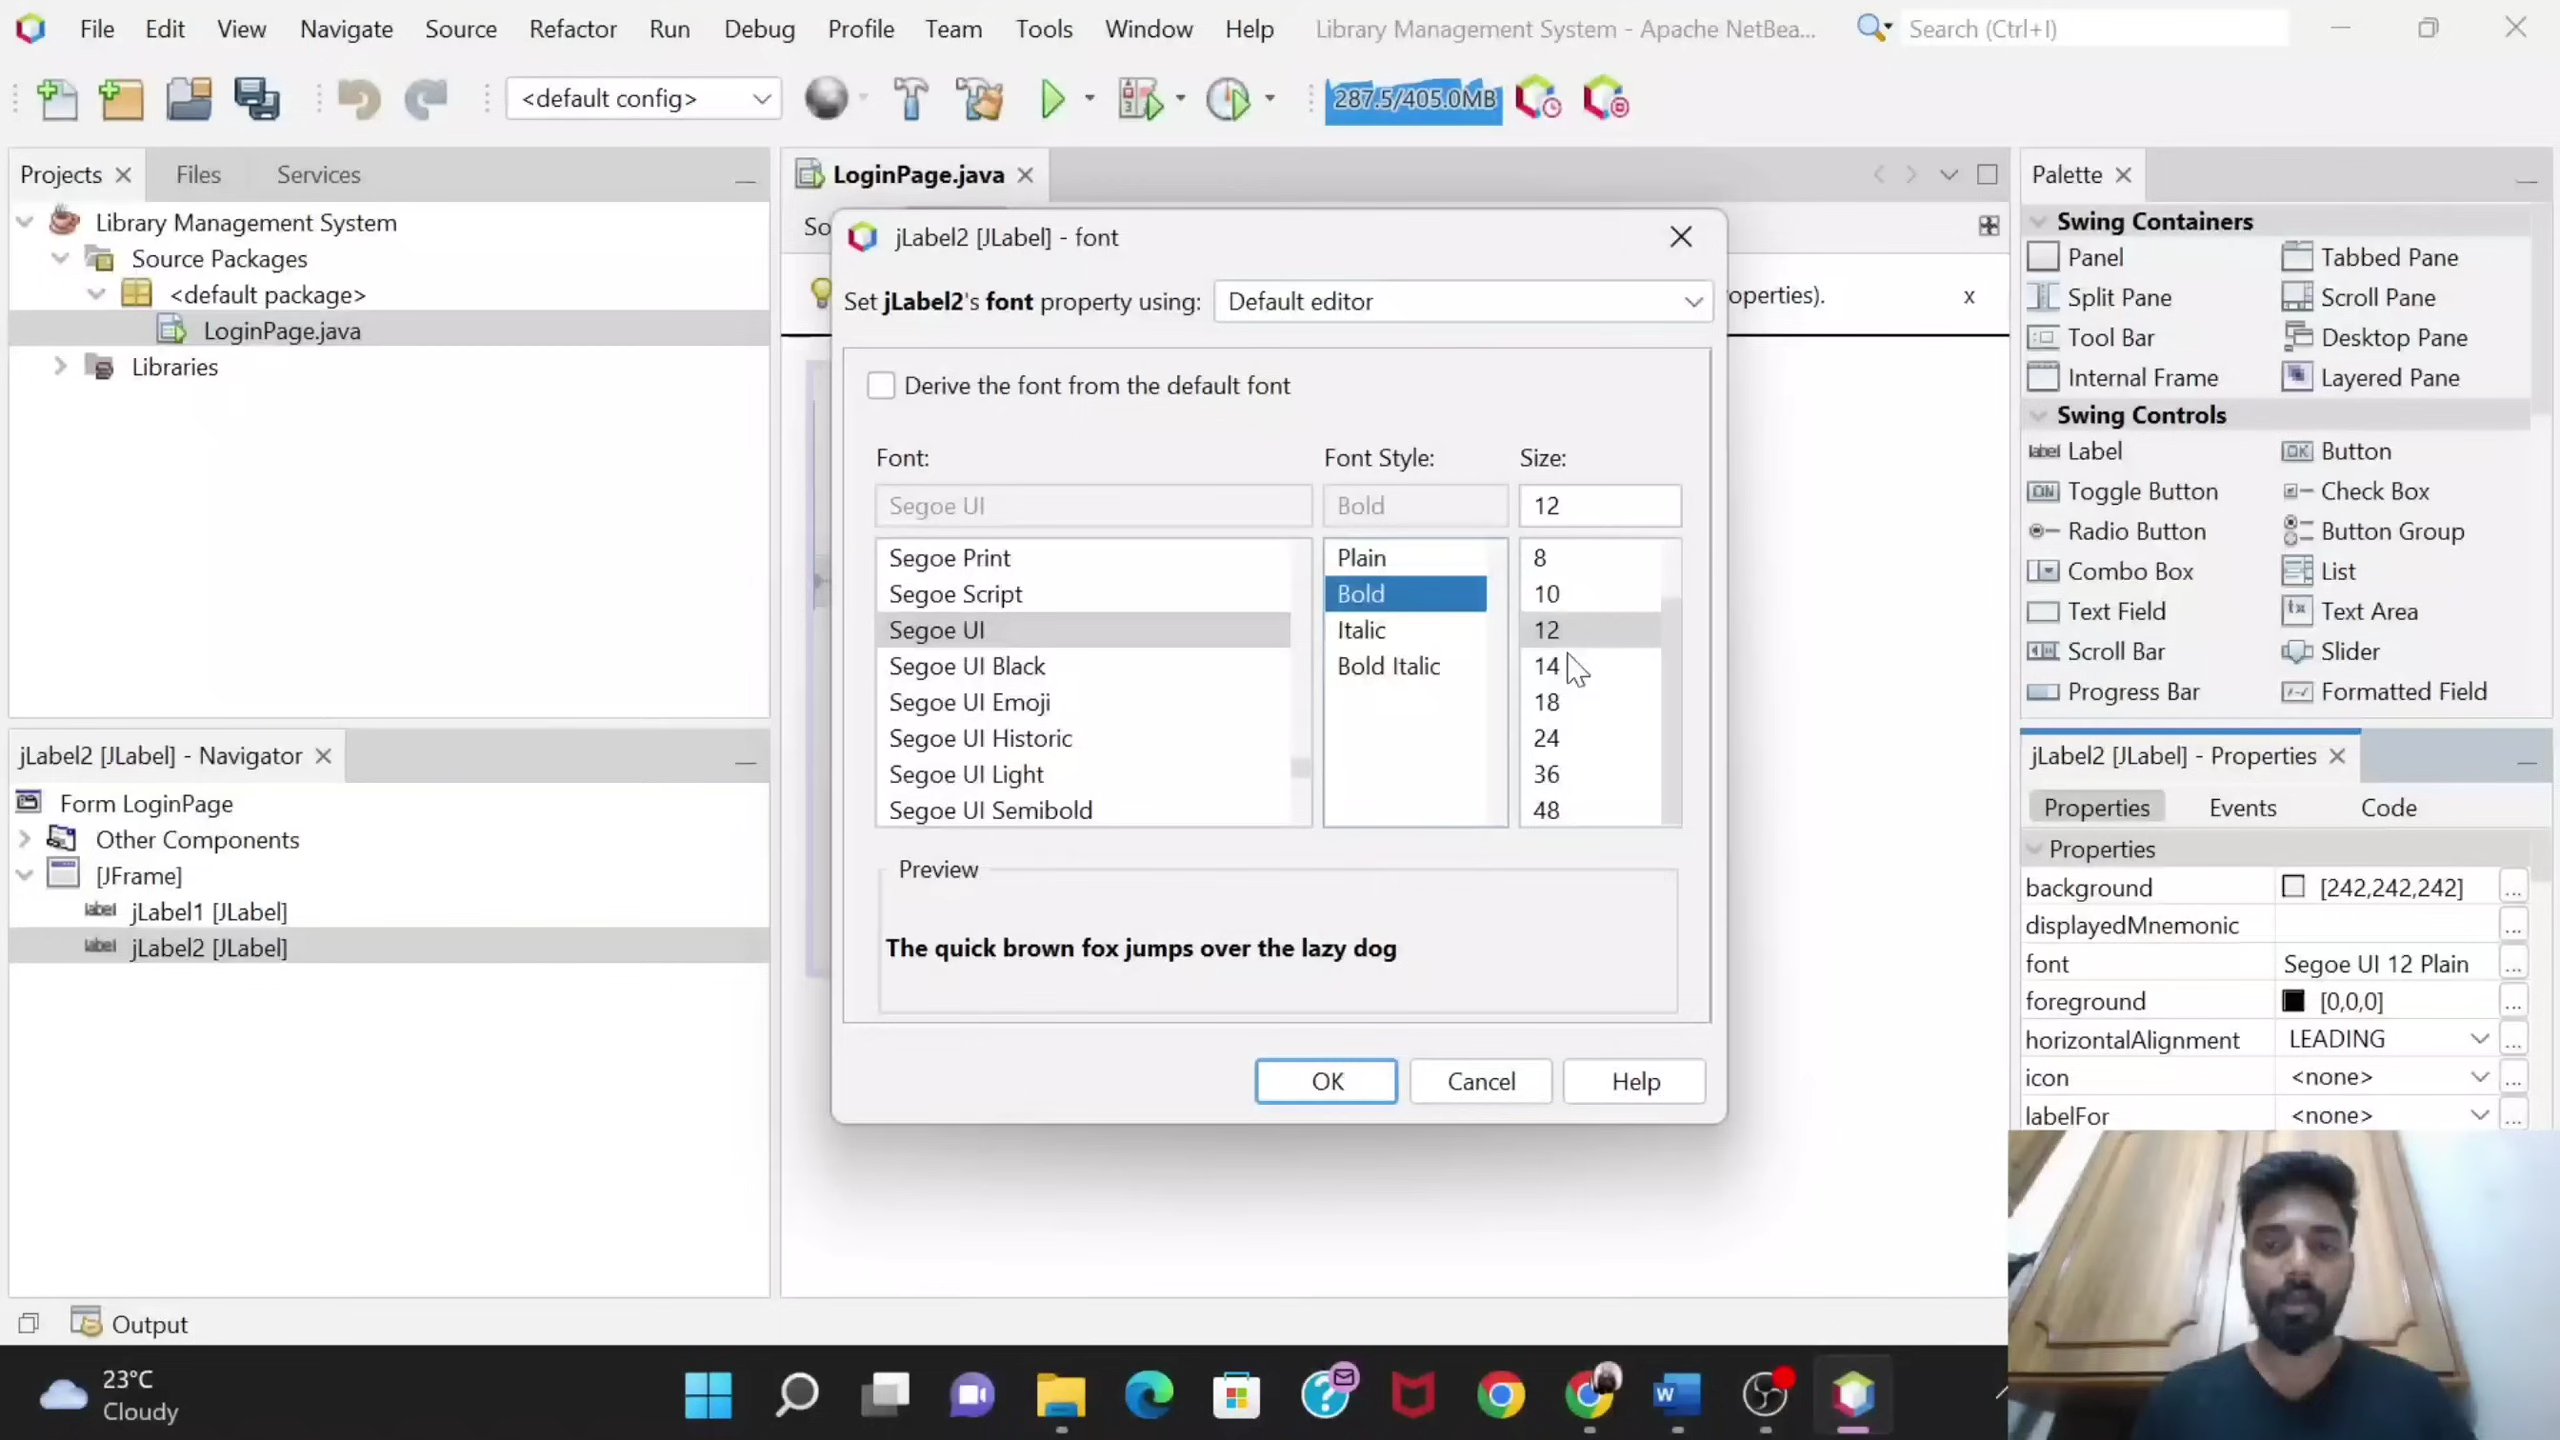 File Edit View Navigate Source Refactor Run Debug Profile Team Tools Window Help Library Management System - Apache NetBea... Search (Ctrl+I)
<default config> 287.5/405.0MB
Projects Files Services
Library Management System
Source Packages
<default package>
LoginPage.java
Libraries
jLabel2 [JLabel] - Navigator
Form LoginPage
Other Components
[JFrame]
label jLabel1 [JLabel]
label jLabel2 [JLabel]
Output
LoginPage.java
So
operties). x
jLabel2 [JLabel] - font
Set jLabel2's font property using: Default editor
Derive the font from the default font
Font: Font Style: Size:
Segoe UI Bold 12
Segoe Print Plain 8
Segoe Script Bold 10
Segoe UI Italic 12
Segoe UI Black Bold Italic 14
Segoe UI Emoji 18
Segoe UI Historic 24
Segoe UI Light 36
Segoe UI Semibold 48
Preview
The quick brown fox jumps over the lazy dog
OK Cancel Help
Palette
Swing Containers
Panel Tabbed Pane
Split Pane Scroll Pane
Tool Bar Desktop Pane
Internal Frame Layered Pane
Swing Controls
label Label OK Button
ON Toggle Button Check Box
Radio Button Button Group
Combo Box List
Text Field Text Area
Scroll Bar Slider
Progress Bar Formatted Field
jLabel2 [JLabel] - Properties
Properties Events Code
Properties
background [242,242,242] ...
displayedMnemonic ...
font Segoe UI 12 Plain ...
foreground [0,0,0] ...
horizontalAlignment LEADING ...
icon <none> ...
labelFor <none> ...
23°C
Cloudy